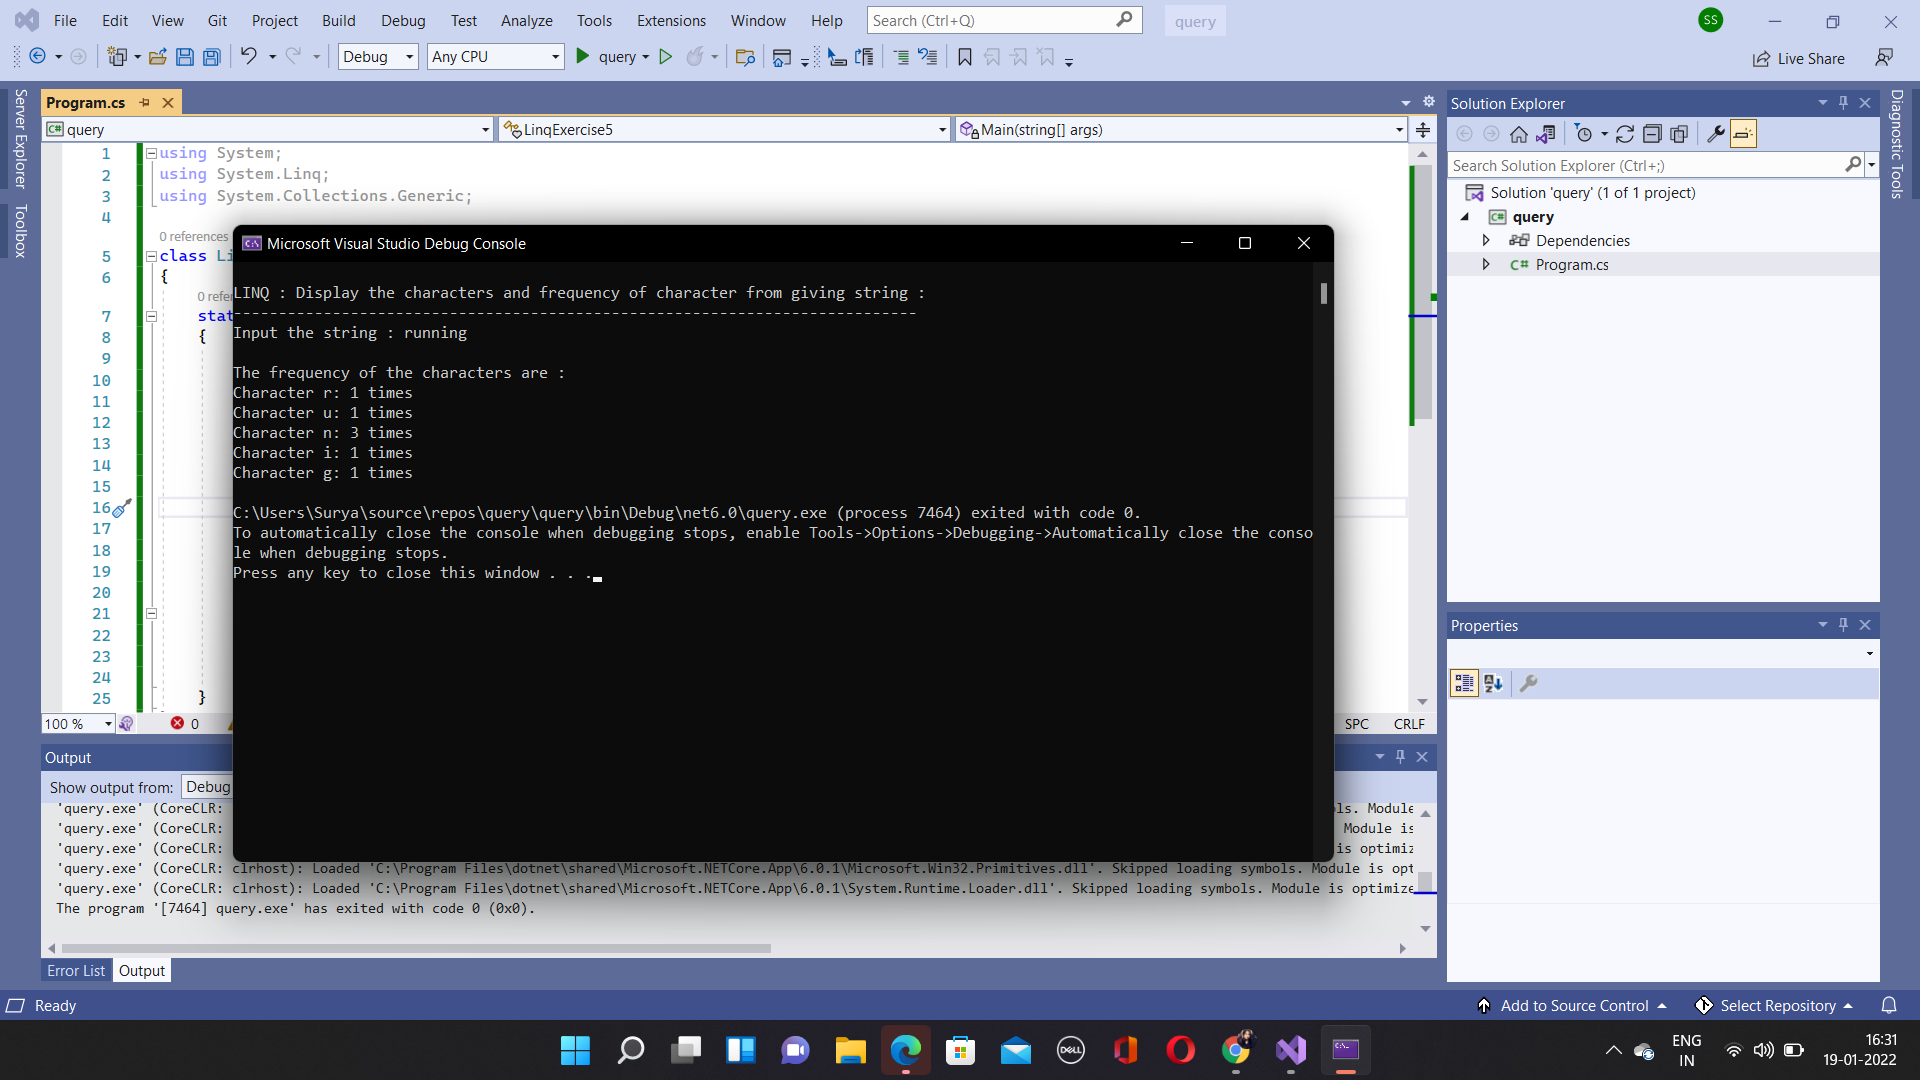 File Edit View Git Project Build Debug Test Analyze Tools Extensions Window Help Search (Ctrl+Q) query SS
Debug Any CPU query Live Share
Server Explorer
Toolbox
Program.cs
C# query LinqExercise5 Main(string[] args)
1 using System;
2 using System.Linq;
3 using System.Collections.Generic;
4
0 references
5 class Li
6 {
0 refe
7 stat
8 {
9
10
11
12
13
14
15
16
17
18
19
20
21
22
23
24
25 }
100 % 0 SPC CRLF
Microsoft Visual Studio Debug Console
LINQ : Display the characters and frequency of character from giving string :
----------------------------------------------------------------------------
Input the string : running
The frequency of the characters are :
Character r: 1 times
Character u: 1 times
Character n: 3 times
Character i: 1 times
Character g: 1 times
C:\Users\Surya\source\repos\query\query\bin\Debug\net6.0\query.exe (process 7464) exited with code 0.
To automatically close the console when debugging stops, enable Tools->Options->Debugging->Automatically close the conso
le when debugging stops.
Press any key to close this window . . .
Output
Show output from: Debug
'query.exe' (CoreCLR: ls. Module
'query.exe' (CoreCLR: Module is
'query.exe' (CoreCLR: is optimiz
'query.exe' (CoreCLR: clrhost): Loaded 'C:\Program Files\dotnet\shared\Microsoft.NETCore.App\6.0.1\Microsoft.Win32.Primitives.dll'. Skipped loading symbols. Module is opt
'query.exe' (CoreCLR: clrhost): Loaded 'C:\Program Files\dotnet\shared\Microsoft.NETCore.App\6.0.1\System.Runtime.Loader.dll'. Skipped loading symbols. Module is optimize
The program '[7464] query.exe' has exited with code 0 (0x0).
Error List Output
Solution Explorer
Search Solution Explorer (Ctrl+;)
Solution 'query' (1 of 1 project)
C# query
Dependencies
C# Program.cs
Properties
Diagnostic Tools
Ready Add to Source Control Select Repository
DELL
ENG
IN
16:31
19-01-2022